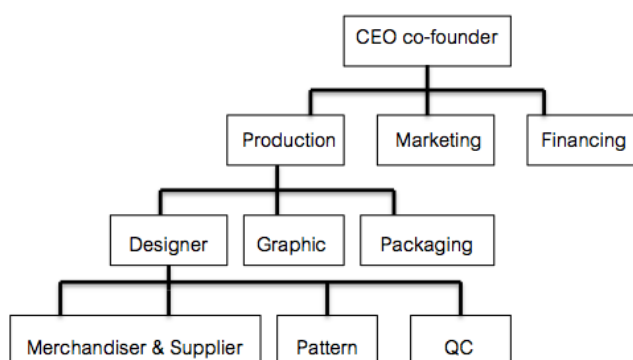 CEO co-founder
Production
Marketing
Financing
Designer
Graphic
Packaging
Merchandiser & Supplier
Pattern
QC